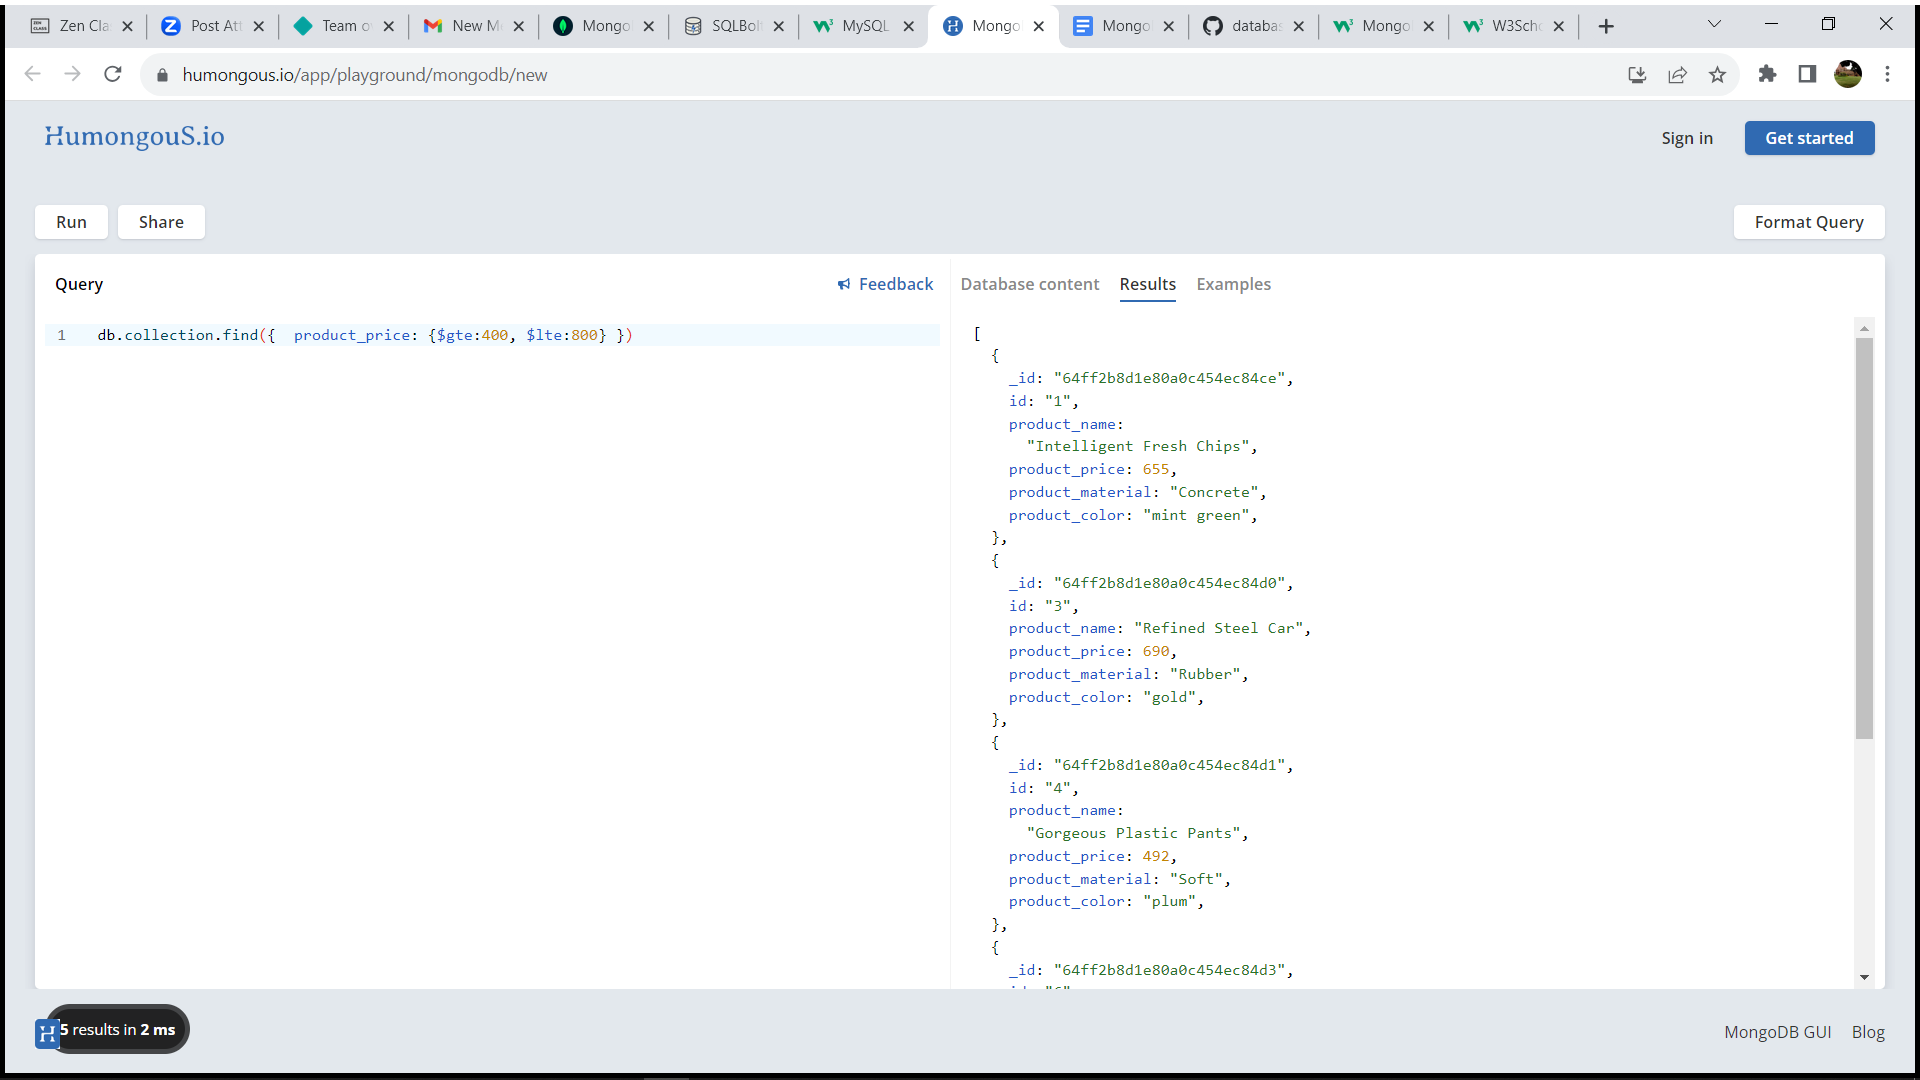 Zen Cla
Post Att
Team o
New M
Mongo
SQLBolt
MySQL
Mongo
Mongo
databas
Mongo
W3Scho
humongous.io/app/playground/mongodb/new
HumongouS.io
Sign in
Get started
Run
Share
Format Query
Query
Feedback
Database content
Results
Examples
1 db.collection.find({  product_price: {$gte:400, $lte:800} })
[
{
_id: "64ff2b8d1e80a0c454ec84ce",
id: "1",
product_name:
"Intelligent Fresh Chips",
product_price: 655,
product_material: "Concrete",
product_color: "mint green",
},
{
_id: "64ff2b8d1e80a0c454ec84d0",
id: "3",
product_name: "Refined Steel Car",
product_price: 690,
product_material: "Rubber",
product_color: "gold",
},
{
_id: "64ff2b8d1e80a0c454ec84d1",
id: "4",
product_name:
"Gorgeous Plastic Pants",
product_price: 492,
product_material: "Soft",
product_color: "plum",
},
{
_id: "64ff2b8d1e80a0c454ec84d3",
H
5 results in 2 ms
MongoDB GUI
Blog